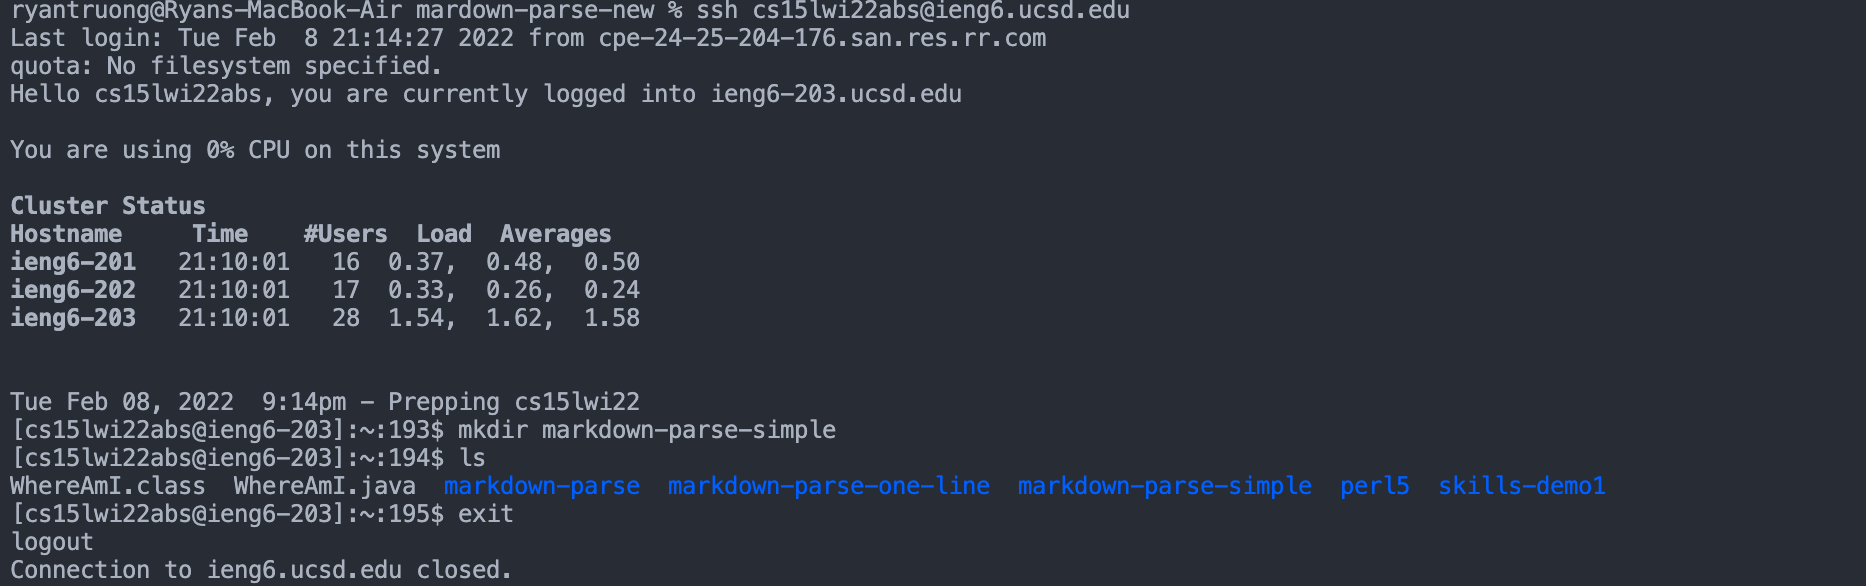 ryantruong@Ryans-MacBook-Air mardown-parse-new % ssh cs15lwi22abs@ieng6.ucsd.edu
Last login: Tue Feb  8 21:14:27 2022 from cpe-24-25-204-176.san.res.rr.com
quota: No filesystem specified.
Hello cs15lwi22abs, you are currently logged into ieng6-203.ucsd.edu
You are using 0% CPU on this system
Cluster Status
Hostname     Time    #Users  Load  Averages
ieng6-201   21:10:01   16  0.37,  0.48,  0.50
ieng6-202   21:10:01   17  0.33,  0.26,  0.24
ieng6-203   21:10:01   28  1.54,  1.62,  1.58
Tue Feb 08, 2022  9:14pm - Prepping cs15lwi22
[cs15lwi22abs@ieng6-203]:~:193$ mkdir markdown-parse-simple
[cs15lwi22abs@ieng6-203]:~:194$ ls
WhereAmI.class  WhereAmI.java  markdown-parse  markdown-parse-one-line  markdown-parse-simple  perl5  skills-demo1
[cs15lwi22abs@ieng6-203]:~:195$ exit
logout
Connection to ieng6.ucsd.edu closed.